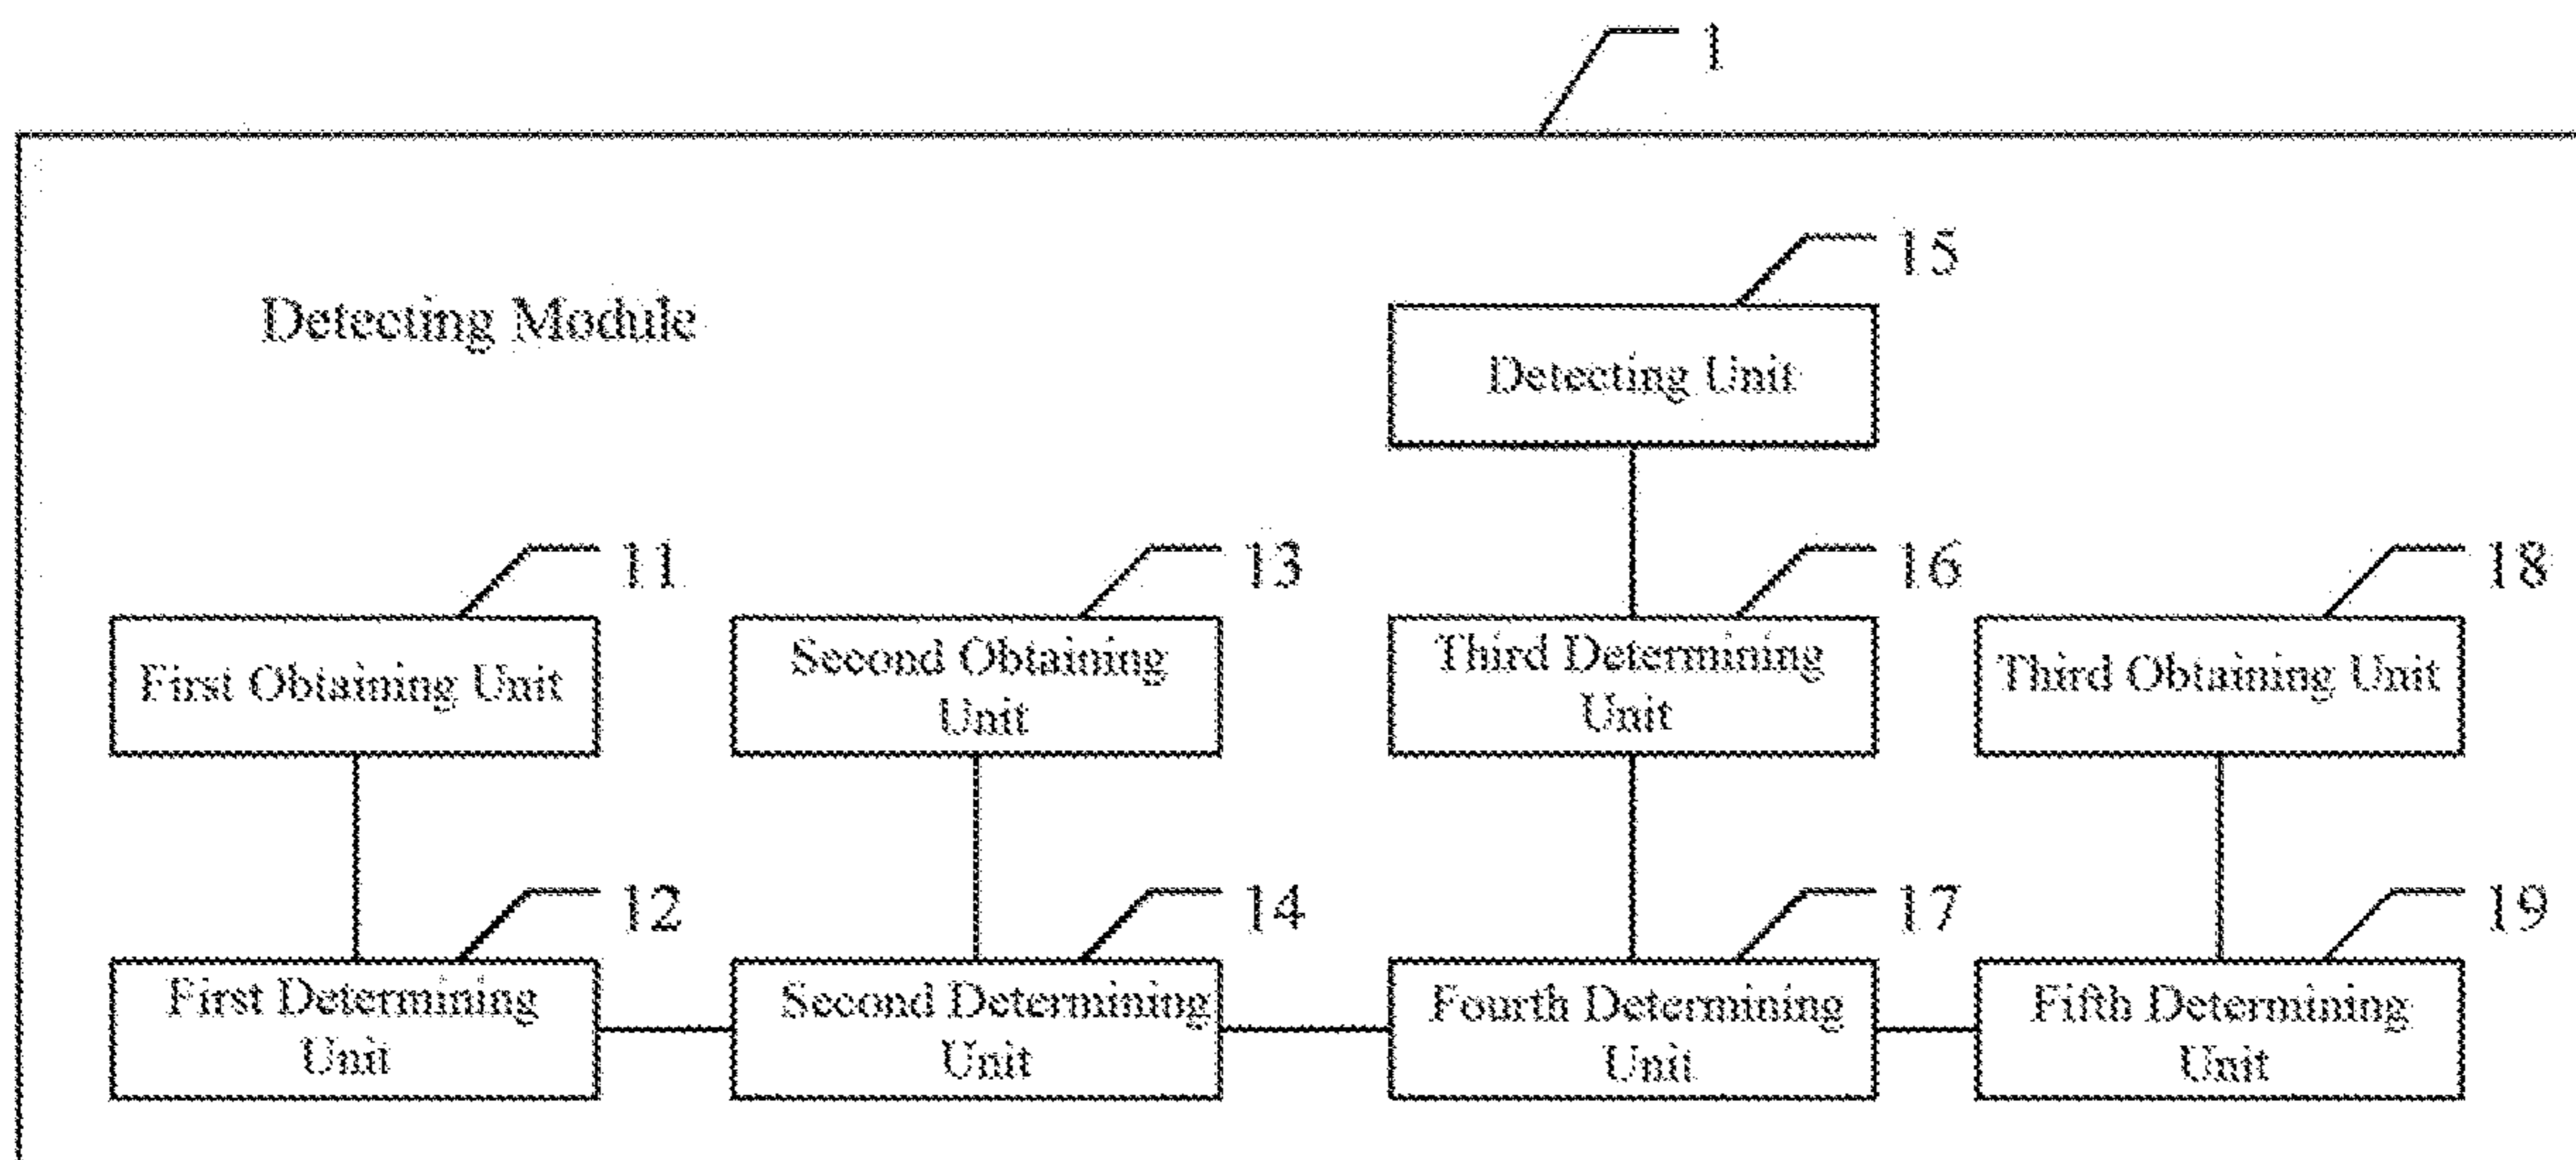 1
15
Detecting Module
Detecting Unit
11
13
16
18
First Obtaining Unit
Second Obtaining
Unit
Third Determining
Unit
Third Obtaining Unit
12
14
17
19
First Determining
Unit
Second Determining
Unit
Fourth Determining
Unit
Fifth Determining
Unit